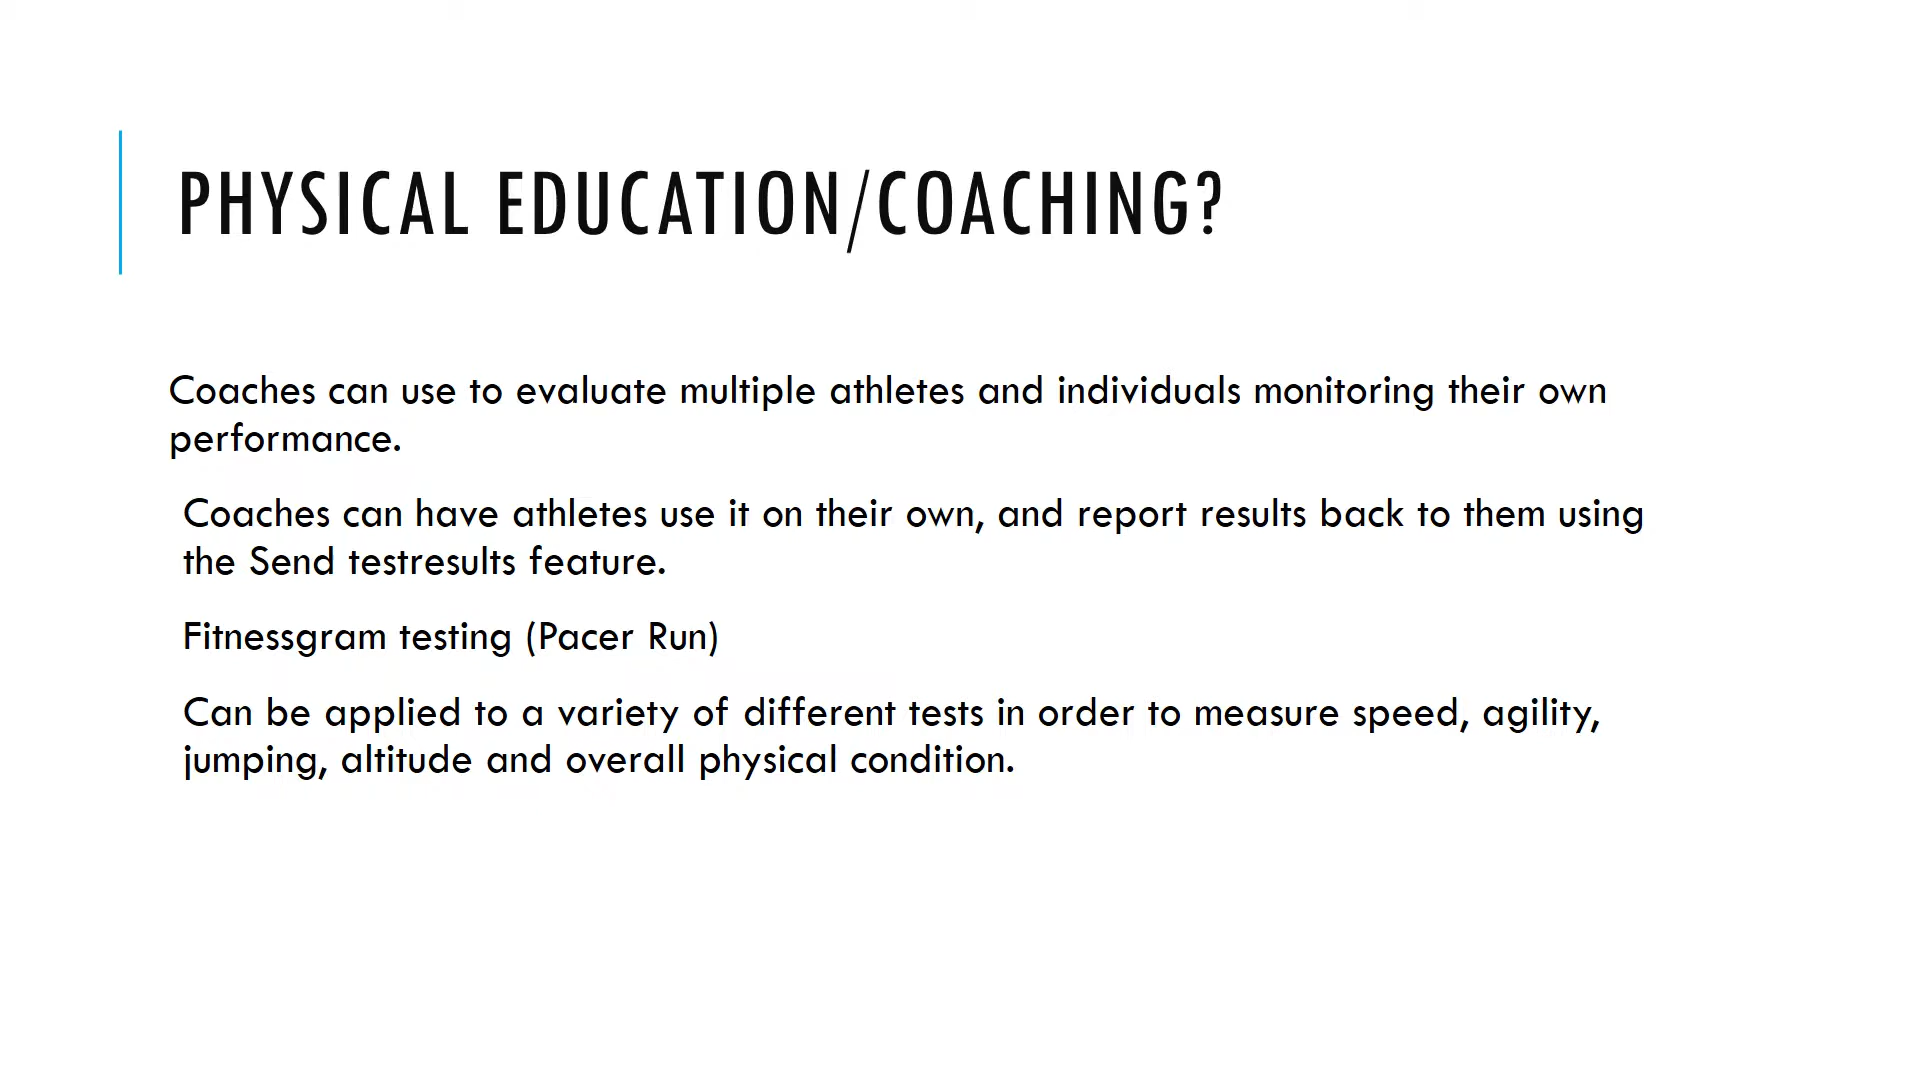 PHYSICAL EDUCATION/COACHING?
Coaches can use to evaluate multiple athletes and individuals monitoring their own
performance.
Coaches can have athletes use it on their own, and report results back to them using
the Send testresults feature.
Fitnessgram testing (Pacer Run)
Can be applied to a variety of different tests in order to measure speed, agility,
jumping, altitude and overall physical condition.